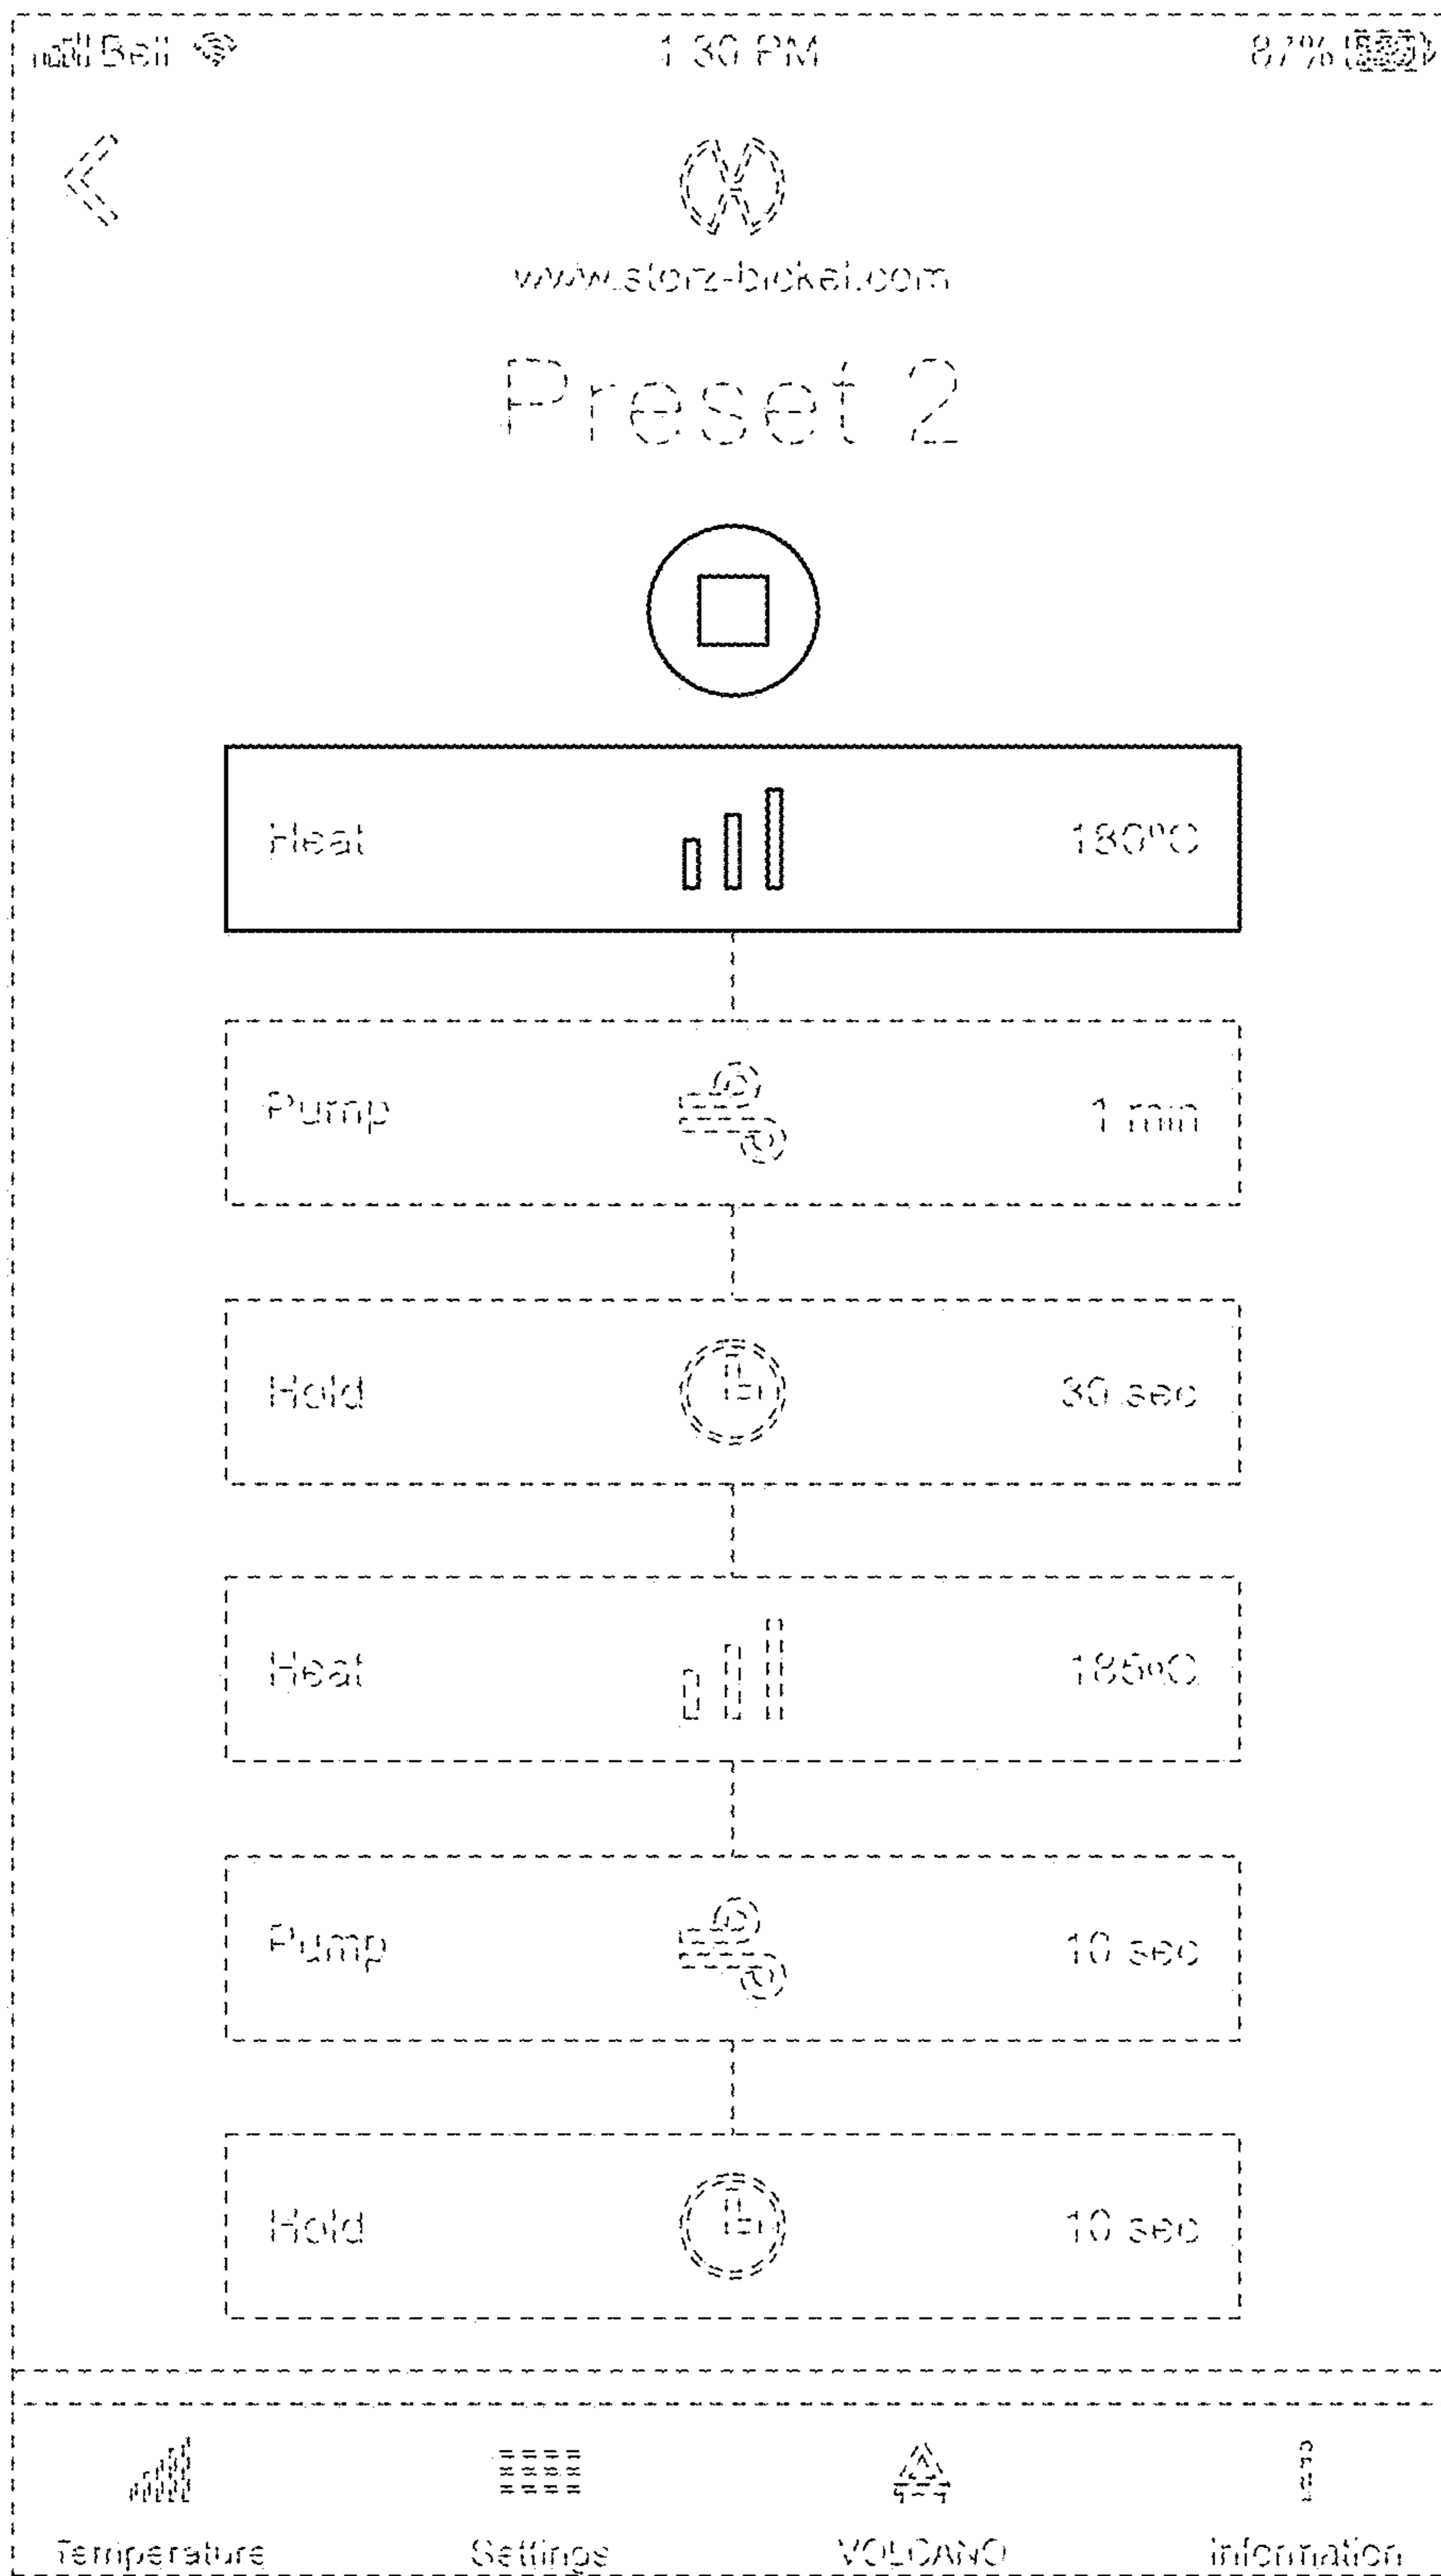 Bell 1:30 PM 87%
www.storz-bickel.com
Preset 2
Heat 180°C
Pump 1 min
Hold 30 sec
Heat 185°C
Pump 10 sec
Hold 10 sec
Temperature Settings VOLCANO Information